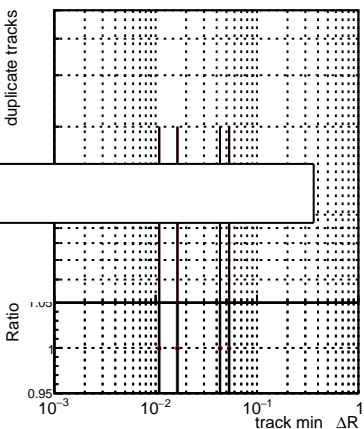 duplicate tracks
Ratio
1.05
1
0.95
10⁻³ 10⁻² 10⁻¹ 1
track min ΔR